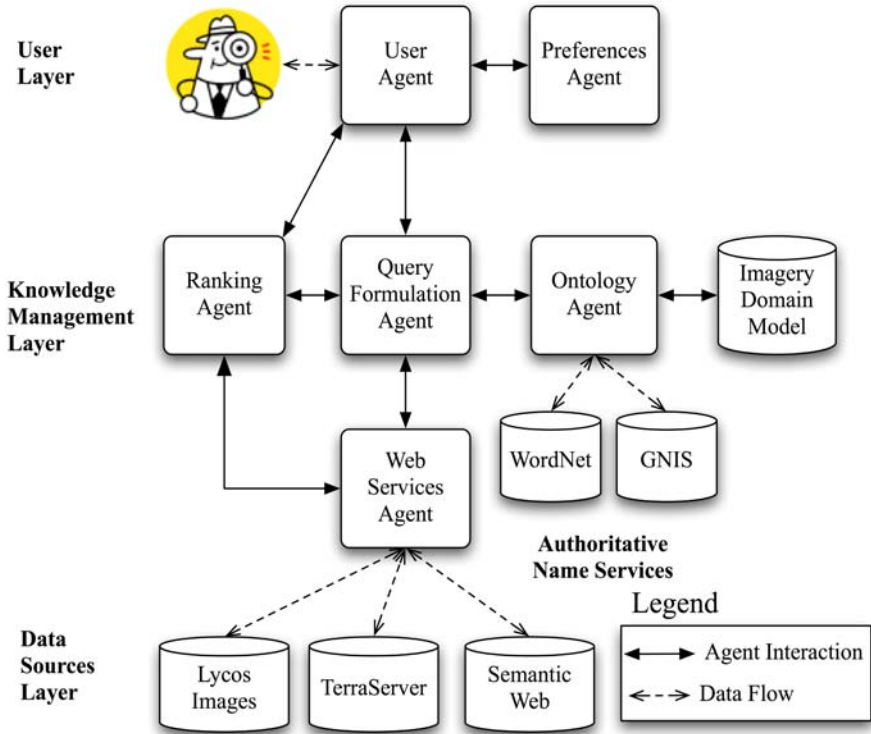 User
Layer
User
Agent
Preferences
Agent
Knowledge
Management
Layer
Ranking
Agent
Query
Formulation
Agent
Ontology
Agent
Imagery
Domain
Model
WordNet
GNIS
Web
Services
Agent
Authoritative
Name Services
Data
Sources
Layer
Lycos
Images
TerraServer
Semantic
Web
Legend
Agent Interaction
Data Flow